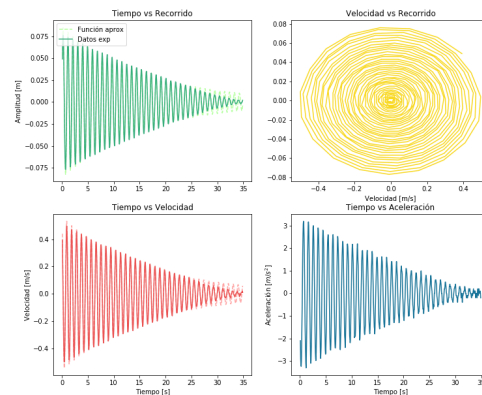 Tiempo vs Recorrido
Amplitud [m]
0.075
0.050
0.025
0.000
−0.025
−0.050
−0.075
Función aprox
Datos exp
0 5 10 15 20 25 30 35
Velocidad vs Recorrido
0.08
0.06
0.04
0.02
0.00
−0.02
−0.04
−0.06
−0.08
−0.4 −0.2 0.0 0.2 0.4
Velocidad [m/s]
Tiempo vs Velocidad
Velocidad [m/s]
0.4
0.2
0.0
−0.2
−0.4
0 5 10 15 20 25 30 35
Tiempo [s]
Tiempo vs Aceleración
Aceleración [m/s²]
3
2
1
0
−1
−2
−3
0 5 10 15 20 25 30 35
Tiempo [s]